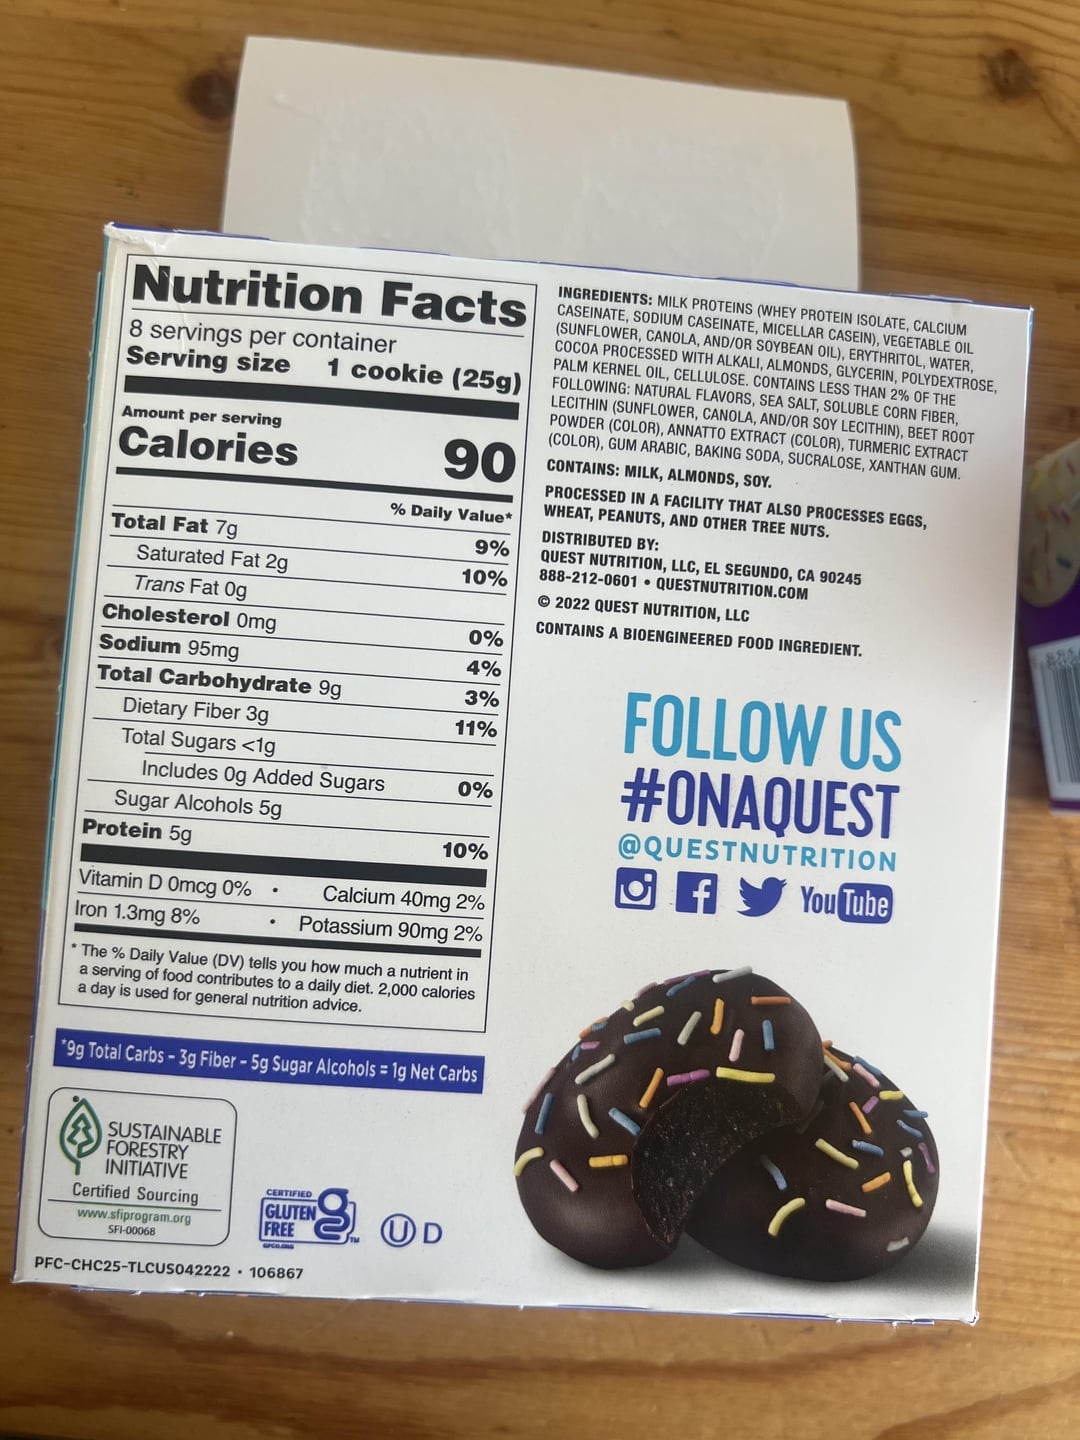 Nutrition Facts
8 servings per container
Serving size 1 cookie (25g)
Amount per serving
Calories 90
% Daily Value*
Total Fat 7g 9%
Saturated Fat 2g 10%
Trans Fat 0g
Cholesterol 0mg 0%
Sodium 95mg 4%
Total Carbohydrate 9g 3%
Dietary Fiber 3g 11%
Total Sugars <1g
Includes 0g Added Sugars 0%
Sugar Alcohols 5g
Protein 5g 10%
Vitamin D 0mcg 0% • Calcium 40mg 2%
Iron 1.3mg 8% • Potassium 90mg 2%
* The % Daily Value (DV) tells you how much a nutrient in
a serving of food contributes to a daily diet. 2,000 calories
a day is used for general nutrition advice.
*9g Total Carbs – 3g Fiber – 5g Sugar Alcohols = 1g Net Carbs
SUSTAINABLE
FORESTRY
INITIATIVE
Certified Sourcing
www.sfiprogram.org
SFI-00068
CERTIFIED
GLUTEN
FREE
GFCO.ORG
TM
U D
PFC-CHC25-TLCUS042222 • 106867
INGREDIENTS: MILK PROTEINS (WHEY PROTEIN ISOLATE, CALCIUM
CASEINATE, SODIUM CASEINATE, MICELLAR CASEIN), VEGETABLE OIL
(SUNFLOWER, CANOLA, AND/OR SOYBEAN OIL), ERYTHRITOL, WATER,
COCOA PROCESSED WITH ALKALI, ALMONDS, GLYCERIN, POLYDEXTROSE,
PALM KERNEL OIL, CELLULOSE. CONTAINS LESS THAN 2% OF THE
FOLLOWING: NATURAL FLAVORS, SEA SALT, SOLUBLE CORN FIBER,
LECITHIN (SUNFLOWER, CANOLA, AND/OR SOY LECITHIN), BEET ROOT
POWDER (COLOR), ANNATTO EXTRACT (COLOR), TURMERIC EXTRACT
(COLOR), GUM ARABIC, BAKING SODA, SUCRALOSE, XANTHAN GUM.
CONTAINS: MILK, ALMONDS, SOY.
PROCESSED IN A FACILITY THAT ALSO PROCESSES EGGS,
WHEAT, PEANUTS, AND OTHER TREE NUTS.
DISTRIBUTED BY:
QUEST NUTRITION, LLC, EL SEGUNDO, CA 90245
888-212-0601 • QUESTNUTRITION.COM
© 2022 QUEST NUTRITION, LLC
CONTAINS A BIOENGINEERED FOOD INGREDIENT.
FOLLOW US
#ONAQUEST
@QUESTNUTRITION
YouTube